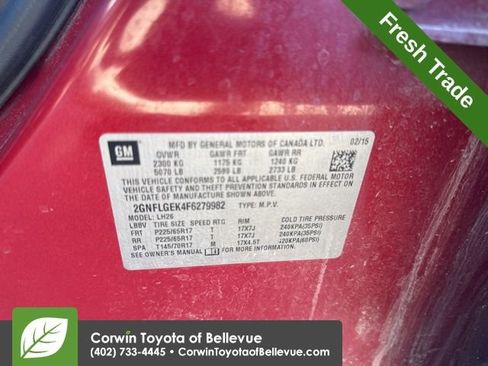 Fresh Trade
GM
MFD BY GENERAL MOTORS OF CANADA LTD.
02/15
GVWR GAWR FRT GAWR RR
2300 KG 1175 KG 1240 KG
5070 LB 2590 LB 2733 LB
THIS VEHICLE CONFORMS TO ALL APPLICABLE U.S. FEDERAL
MOTOR VEHICLE SAFETY, BUMPER, AND THEFT
PREVENTION STANDARDS IN EFFECT ON THE DATE
OF MANUFACTURE SHOWN ABOVE.
2GNFLGEK4F6279982 TYPE: M.P.V.
MODEL: LH26
LBBV TIRE SIZE SPEED RTG RIM COLD TIRE PRESSURE
FRT P225/65R17 T 17X7J 240KPA(35PSI)
RR P225/65R17 T 17X7J 240KPA(35PSI)
SPA T145/70R17 M 17X4.5T 420KPA(60PSI)
SEE OWNER'S MANUAL FOR MORE INFORMATION.
Corwin Toyota of Bellevue
(402) 733-4445 • CorwinToyotaofBellevue.com